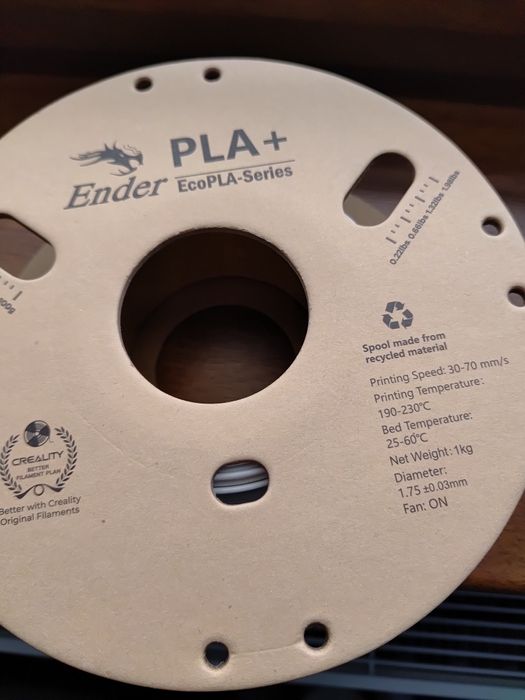 PLA+
Ender
EcoPLA-Series
0.22lbs 0.66lbs 1.32lbs 1.98lbs
Spool made from
recycled material
Printing Speed: 30-70 mm/s
Printing Temperature:
190-230℃
Bed Temperature:
25-60℃
Net Weight: 1kg
Diameter:
1.75 ±0.03mm
Fan: ON
CREALITY
BETTER
FILAMENT PLAN
Better with Creality
Original Filaments